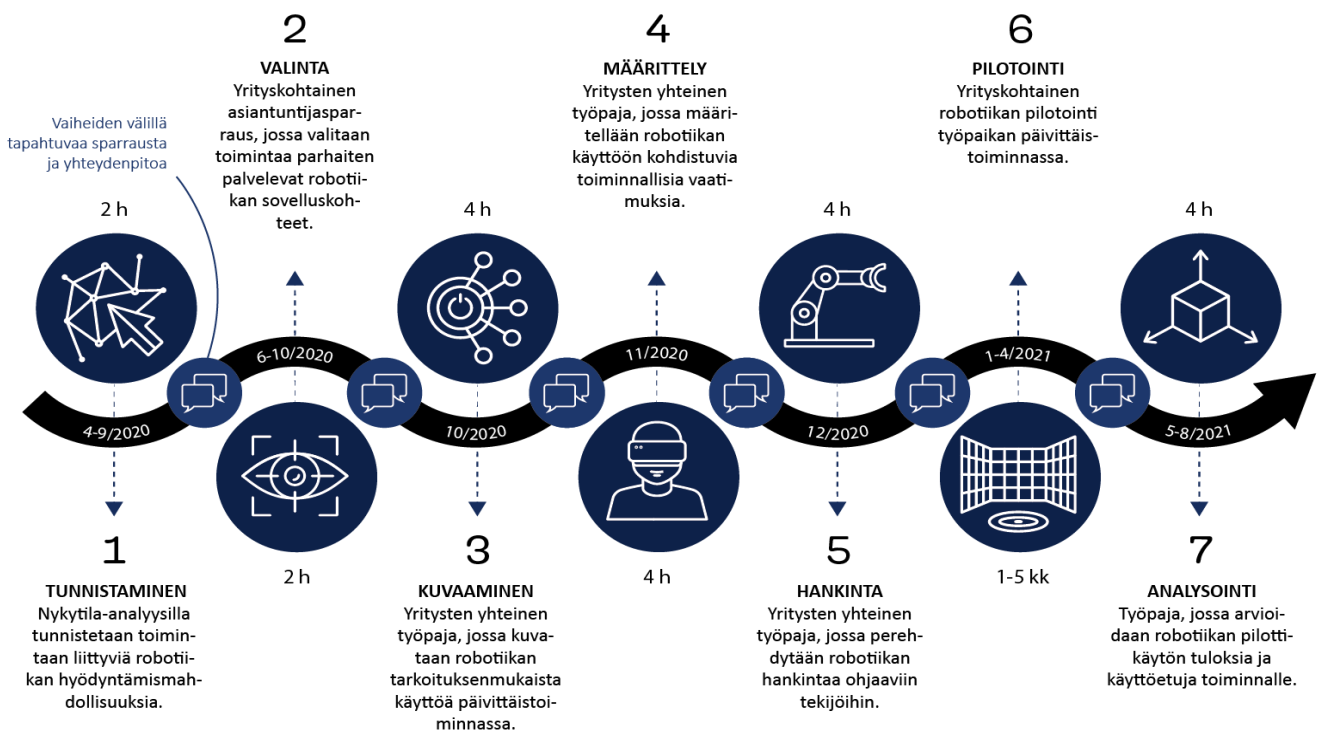 Vaiheiden välillä
tapahtuvaa sparrausta
ja yhteydenpitoa
2 h
4-9/2020
1
TUNNISTAMINEN
Nykytila-analyysilla
tunnistetaan toimin-
taan liittyviä robotii-
kan hyödyntämismah-
dollisuuksia.
2
VALINTA
Yrityskohtainen
asiantuntijaspar-
raus, jossa valitaan
toimintaa parhaiten
palvelevat robotii-
kan sovelluskoh-
teet.
6-10/2020
2 h
4 h
10/2020
3
KUVAAMINEN
Yritysten yhteinen
työpaja, jossa kuva-
taan robotiikan
tarkoituksenmukaista
käyttöä päivittäistoi-
minnassa.
4
MÄÄRITTELY
Yritysten yhteinen
työpaja, jossa määri-
tellään robotiikan
käyttöön kohdistuvia
toiminnallisia vaati-
muksia.
11/2020
4 h
4 h
12/2020
5
HANKINTA
Yritysten yhteinen
työpaja, jossa pereh-
dytään robotiikan
hankintaa ohjaaviin
tekijöihin.
6
PILOTOINTI
Yrityskohtainen
robotiikan pilotointi
työpaikan päivittäis-
toiminnassa.
1-4/2021
1-5 kk
4 h
5-8/2021
7
ANALYSOINTI
Työpaja, jossa arvioi-
daan robotiikan pilotti-
käytön tuloksia ja
käyttöetuja toiminnalle.